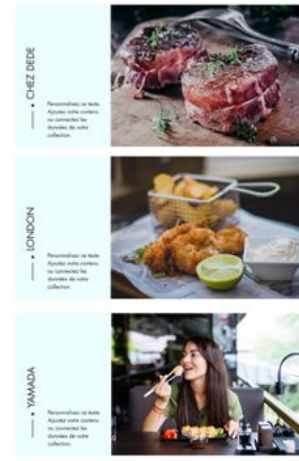 CHEZ DEDE
Personnalisez ce texte.
Ajoutez votre contenu
ou connectez les
données de votre
collection.
LONDON
Personnalisez ce texte.
Ajoutez votre contenu
ou connectez les
données de votre
collection.
YAMADA
Personnalisez ce texte.
Ajoutez votre contenu
ou connectez les
données de votre
collection.